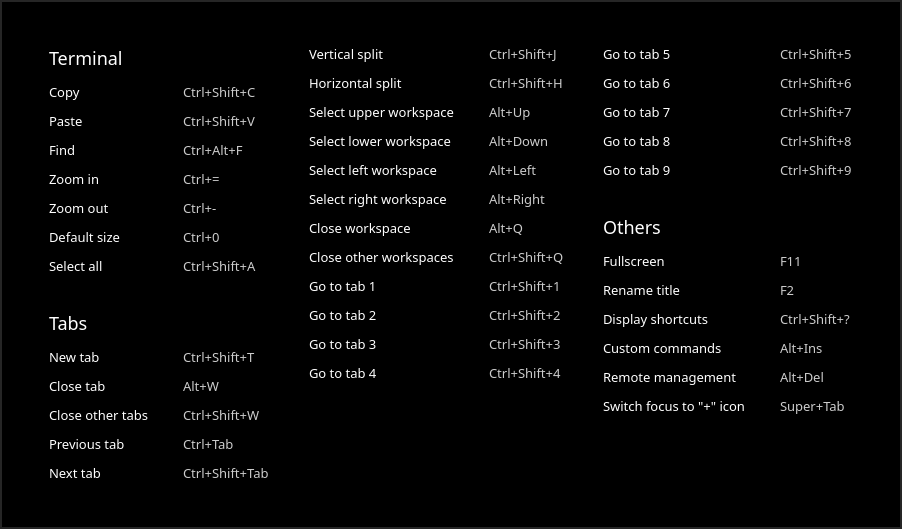 Terminal
Copy Ctrl+Shift+C
Paste Ctrl+Shift+V
Find Ctrl+Alt+F
Zoom in Ctrl+=
Zoom out Ctrl+-
Default size Ctrl+0
Select all Ctrl+Shift+A
Tabs
New tab Ctrl+Shift+T
Close tab Alt+W
Close other tabs Ctrl+Shift+W
Previous tab Ctrl+Tab
Next tab Ctrl+Shift+Tab
Vertical split Ctrl+Shift+J
Horizontal split Ctrl+Shift+H
Select upper workspace Alt+Up
Select lower workspace Alt+Down
Select left workspace Alt+Left
Select right workspace Alt+Right
Close workspace Alt+Q
Close other workspaces Ctrl+Shift+Q
Go to tab 1 Ctrl+Shift+1
Go to tab 2 Ctrl+Shift+2
Go to tab 3 Ctrl+Shift+3
Go to tab 4 Ctrl+Shift+4
Go to tab 5 Ctrl+Shift+5
Go to tab 6 Ctrl+Shift+6
Go to tab 7 Ctrl+Shift+7
Go to tab 8 Ctrl+Shift+8
Go to tab 9 Ctrl+Shift+9
Others
Fullscreen F11
Rename title F2
Display shortcuts Ctrl+Shift+?
Custom commands Alt+Ins
Remote management Alt+Del
Switch focus to "+" icon Super+Tab